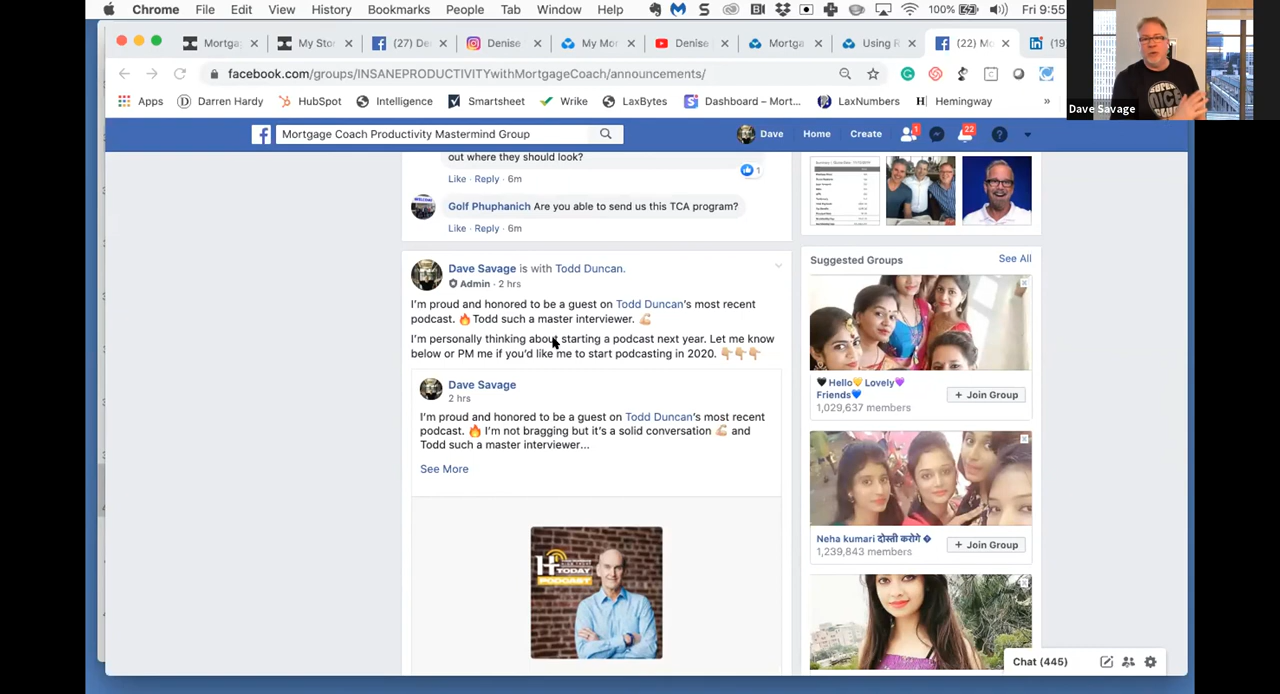 Chrome File Edit View History Bookmarks People Tab Window Help
100%
Fri 9:55
Mortga
My Stor
(27) De
Denise
My Mor
Denise
Mortga
Using R
(22) Mo
(19
facebook.com/groups/INSANEPRODUCTIVITYwithMortgageCoach/announcements/
Apps
Darren Hardy
HubSpot
Intelligence
Smartsheet
Wrike
LaxBytes
Dashboard – Mort...
LaxNumbers
Hemingway
»
Dave Savage
Mortgage Coach Productivity Mastermind Group
Dave Home Create
1
22
out where they should look?
1
Like · Reply · 6m
Golf Phuphanich Are you able to send us this TCA program?
Like · Reply · 6m
Dave Savage is with Todd Duncan.
Admin · 2 hrs
I'm proud and honored to be a guest on Todd Duncan's most recent
podcast. 🔥 Todd such a master interviewer. 💪🏼
I'm personally thinking about starting a podcast next year. Let me know
below or PM me if you'd like me to start podcasting in 2020. 👇🏼👇🏼👇🏼
Dave Savage
2 hrs
I'm proud and honored to be a guest on Todd Duncan's most recent
podcast. 🔥 I'm not bragging but it's a solid conversation 💪🏼 and
Todd such a master interviewer...
See More
TODAY
PODCAST
Suggested Groups
See All
🖤Hello💛Lovely💜
Friends💙
1,029,637 members
+ Join Group
Neha kumari दोस्ती करोगे �
1,239,843 members
+ Join Group
Chat (445)
NICE